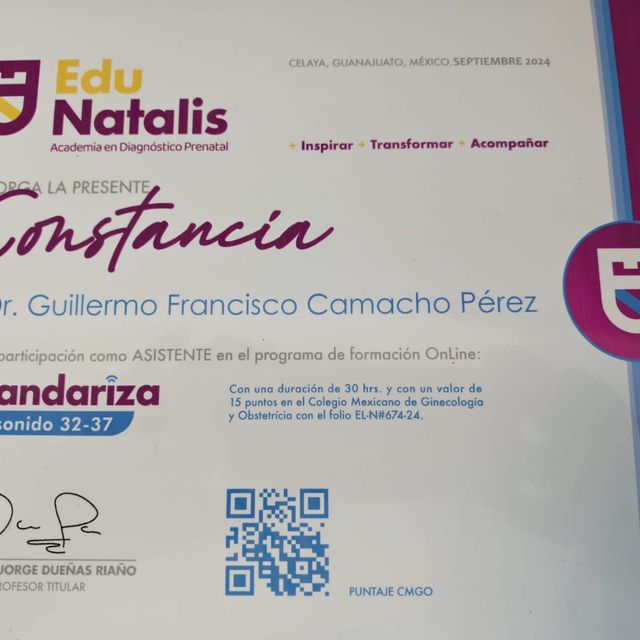 CELAYA, GUANAJUATO, MÉXICO.SEPTIEMBRE 2024
Edu
Natalis
Academia en Diagnóstico Prenatal
+ Inspirar + Transformar + Acompañar
ORGA LA PRESENTE
Constancia
Dr. Guillermo Francisco Camacho Pérez
participación como ASISTENTE en el programa de formación OnLine:
andariza
sonido 32-37
Con una duración de 30 hrs. y con un valor de
15 puntos en el Colegio Mexicano de Ginecología
y Obstetrícia con el folio EL-N#674-24.
JORGE DUEÑAS RIAÑO
ROFESOR TITULAR
PUNTAJE CMGO